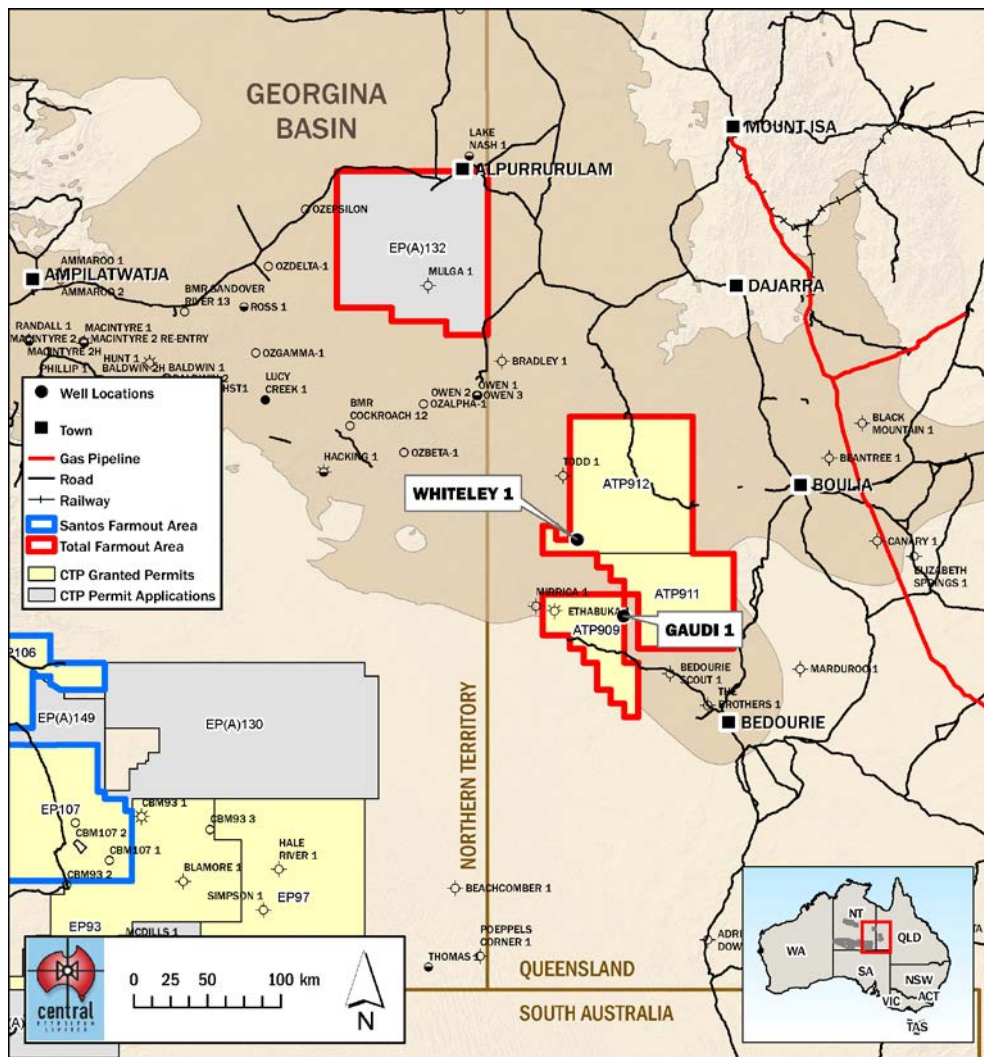 GEORGINA
BASIN
LAKE
NASH 1
ALPURRURULAM
MOUNT ISA
OZEPSILON
EP(A)132
MULGA 1
AMMAROO 1
AMPILATWATJA
AMMAROO 2
OZDELTA-1
BMR SANDOVER
RIVER 13
ROSS 1
DAJARRA
RANDALL 1
MACINTYRE 1
MACINTYRE 2
MACINTYRE 2 RE-ENTRY
MACINTYRE 2H
PHILLIP 1
HUNT 1
BALDWIN 1
BALDWIN 2H
OZGAMMA-1
BRADLEY 1
HST1
LUCY
CREEK 1
OWEN 2
OWEN 1
OZALPHA-1
OWEN 3
BMR
COCKROACH 12
BLACK
MOUNTAIN 1
OZBETA-1
HACKING 1
TODD 1
BEANTREE 1
ATP912
BOULIA
WHITELEY 1
CANARY 1
ELIZABETH
SPRINGS 1
MIRRICA 1
ETHABUKA
ATP911
ATP909
GAUDI 1
BEDOURIE
SCOUT 1
MARDUROO 1
THE
BROTHERS 1
BEDOURIE
Well Locations
Town
Gas Pipeline
Road
Railway
Santos Farmout Area
Total Farmout Area
CTP Granted Permits
CTP Permit Applications
P106
EP(A)149
EP(A)130
EP107
CBM93 1
CBM107 2
CBM93 3
CBM107 1
CBM93 2
HALE
RIVER 1
BLAMORE 1
SIMPSON 1
EP97
EP93
MCDILLS 1
NORTHERN TERRITORY
BEACHCOMBER 1
POEPPELS
CORNER 1
THOMAS 1
ADRI
DOW
QUEENSLAND
SOUTH AUSTRALIA
central
PETROLEUM
LIMITED
0 25 50 100 km
N
NT
WA
QLD
SA
NSW
ACT
VIC
TAS